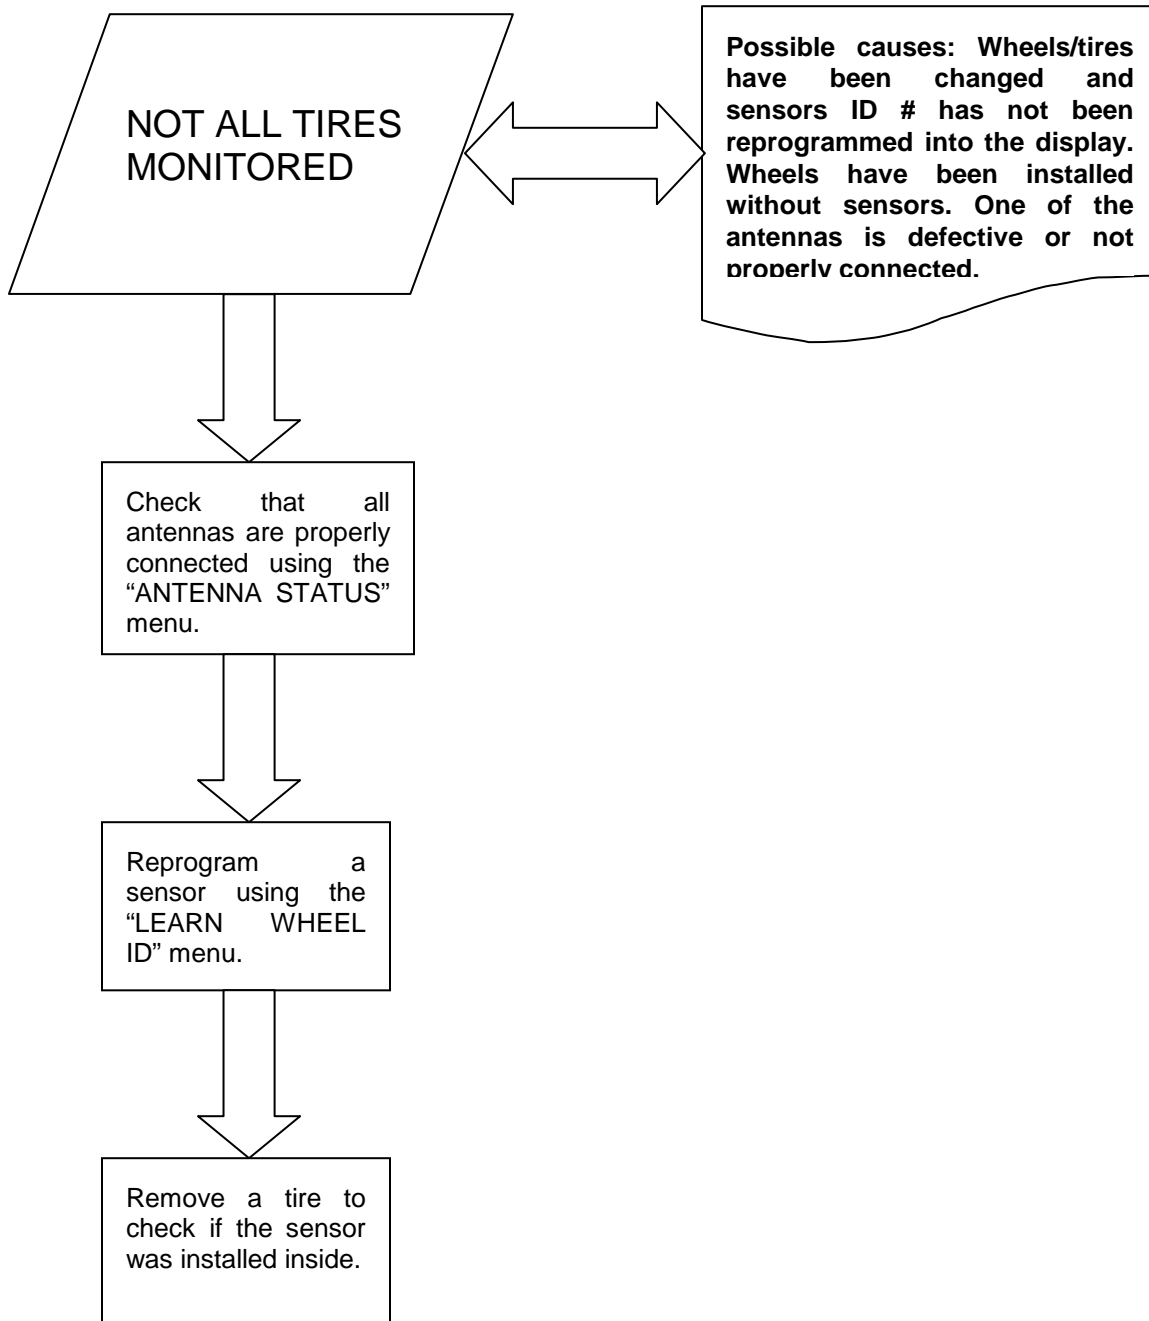 NOT ALL TIRES
MONITORED
Possible causes: Wheels/tires
have been changed and
sensors ID # has not been
reprogrammed into the display.
Wheels have been installed
without sensors. One of the
antennas is defective or not
properly connected.
Check that all
antennas are properly
connected using the
“ANTENNA STATUS”
menu.
Reprogram a
sensor using the
“LEARN WHEEL
ID” menu.
Remove a tire to
check if the sensor
was installed inside.